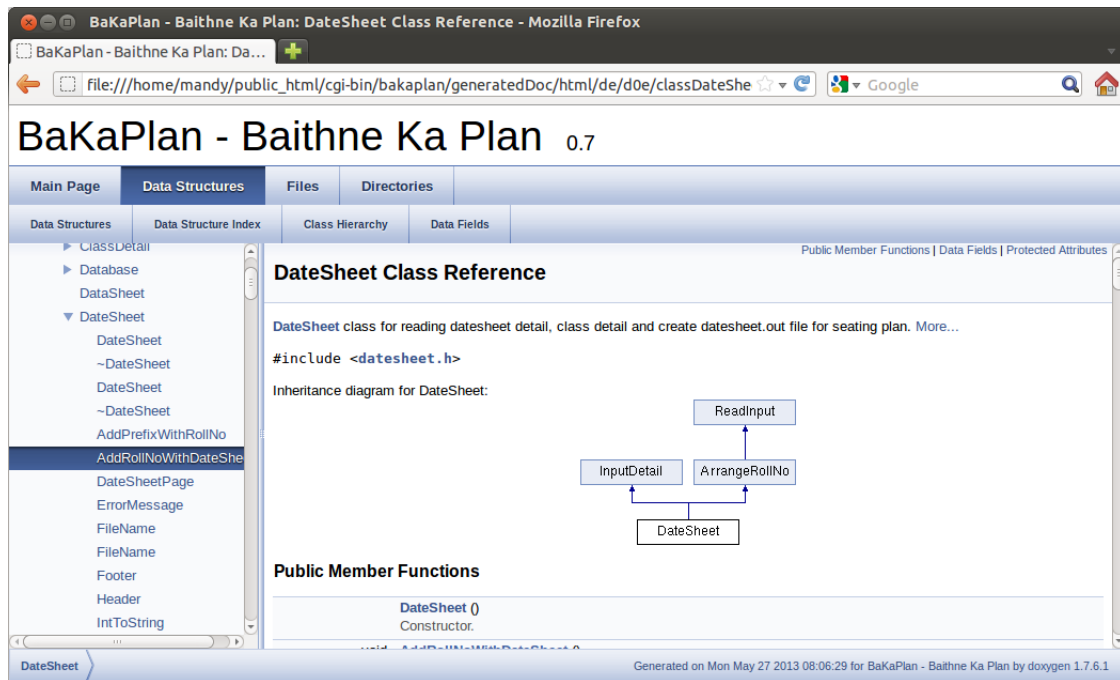 BaKaPlan - Baithne Ka Plan: DateSheet Class Reference - Mozilla Firefox
BaKaPlan - Baithne Ka Plan: Da...
file:///home/mandy/public_html/cgi-bin/bakaplan/generatedDoc/html/de/d0e/classDateShe
Google
BaKaPlan - Baithne Ka Plan 0.7
Main Page Data Structures Files Directories
Data Structures Data Structure Index Class Hierarchy Data Fields
ClassDetail
Database
DataSheet
DateSheet
DateSheet
~DateSheet
DateSheet
~DateSheet
AddPrefixWithRollNo
AddRollNoWithDateShe
DateSheetPage
ErrorMessage
FileName
FileName
Footer
Header
IntToString
Public Member Functions | Data Fields | Protected Attributes
DateSheet Class Reference
DateSheet class for reading datesheet detail, class detail and create datesheet.out file for seating plan. More...
#include <datesheet.h>
Inheritance diagram for DateSheet:
ReadInput
InputDetail ArrangeRollNo
DateSheet
Public Member Functions
DateSheet ()
Constructor.
void AddRollNoWithDateSheet ()
DateSheet
Generated on Mon May 27 2013 08:06:29 for BaKaPlan - Baithne Ka Plan by doxygen 1.7.6.1